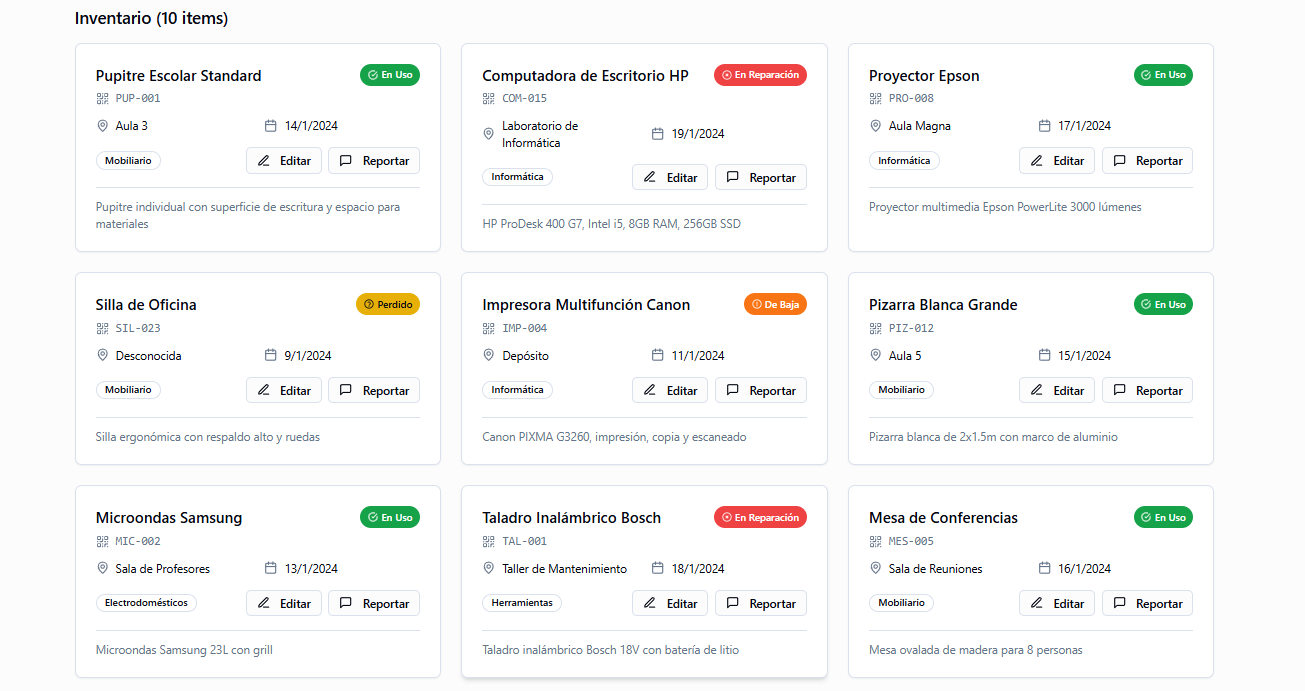 Inventario (10 items)
Pupitre Escolar Standard
En Uso
PUP-001
Aula 3
14/1/2024
Mobiliario
Editar
Reportar
Pupitre individual con superficie de escritura y espacio para
materiales
Computadora de Escritorio HP
En Reparación
COM-015
Laboratorio de
Informática
19/1/2024
Informática
Editar
Reportar
HP ProDesk 400 G7, Intel i5, 8GB RAM, 256GB SSD
Proyector Epson
En Uso
PRO-008
Aula Magna
17/1/2024
Informática
Editar
Reportar
Proyector multimedia Epson PowerLite 3000 lúmenes
Silla de Oficina
Perdido
SIL-023
Desconocida
9/1/2024
Mobiliario
Editar
Reportar
Silla ergonómica con respaldo alto y ruedas
Impresora Multifunción Canon
De Baja
IMP-004
Depósito
11/1/2024
Informática
Editar
Reportar
Canon PIXMA G3260, impresión, copia y escaneado
Pizarra Blanca Grande
En Uso
PIZ-012
Aula 5
15/1/2024
Mobiliario
Editar
Reportar
Pizarra blanca de 2x1.5m con marco de aluminio
Microondas Samsung
En Uso
MIC-002
Sala de Profesores
13/1/2024
Electrodomésticos
Editar
Reportar
Microondas Samsung 23L con grill
Taladro Inalámbrico Bosch
En Reparación
TAL-001
Taller de Mantenimiento
18/1/2024
Herramientas
Editar
Reportar
Taladro inalámbrico Bosch 18V con batería de litio
Mesa de Conferencias
En Uso
MES-005
Sala de Reuniones
16/1/2024
Mobiliario
Editar
Reportar
Mesa ovalada de madera para 8 personas